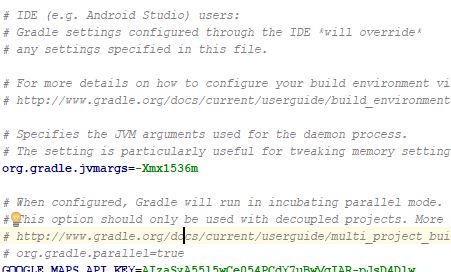 # IDE (e.g. Android Studio) users:
# Gradle settings configured through the IDE *will override*
# any settings specified in this file.
# For more details on how to configure your build environment vi
# http://www.gradle.org/docs/current/userguide/build_environment
# Specifies the JVM arguments used for the daemon process.
# The setting is particularly useful for tweaking memory setting
org.gradle.jvmargs=-Xmx1536m
# When configured, Gradle will run in incubating parallel mode.
# This option should only be used with decoupled projects. More
# http://www.gradle.org/docs/current/userguide/multi_project_bui
# org.gradle.parallel=true
GOOGLE_MAPS_API_KEY=